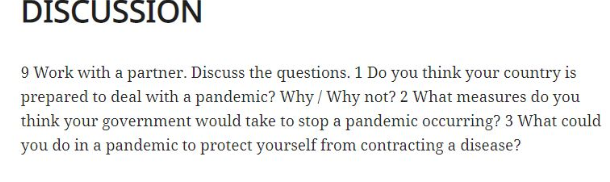 DISCUSSION
9 Work with a partner. Discuss the questions. 1 Do you think your country is
prepared to deal with a pandemic? Why / Why not? 2 What measures do you
think your government would take to stop a pandemic occurring? 3 What could
you do in a pandemic to protect yourself from contracting a disease?